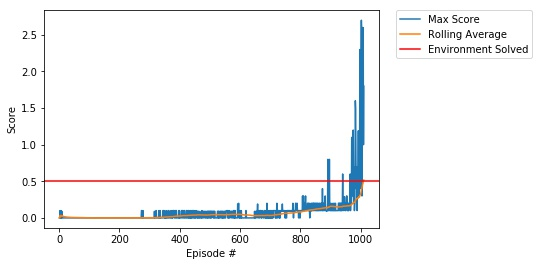 Max Score
Rolling Average
Environment Solved
2.5
2.0
1.5
1.0
0.5
0.0
Score
0 200 400 600 800 1000
Episode #